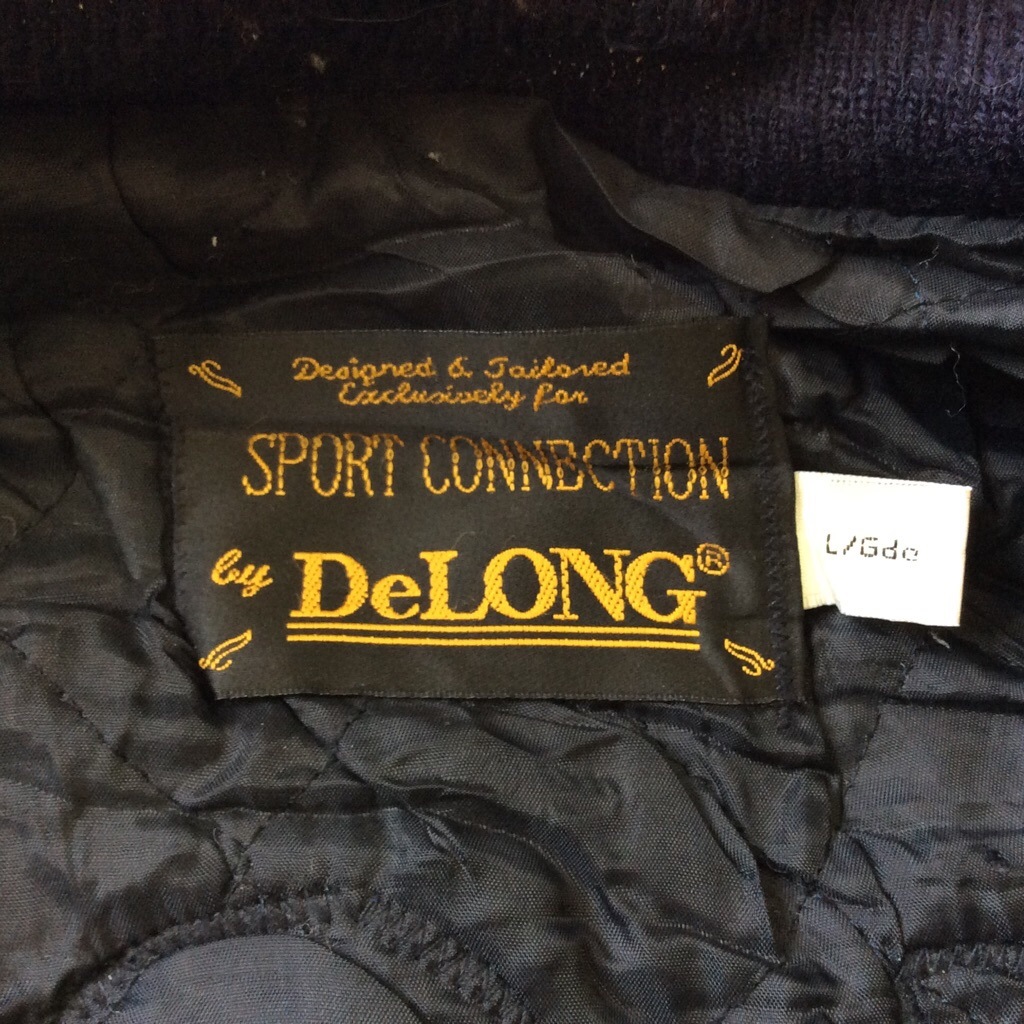 Designed & Tailored
Exclusively for
SPORT CONNECTION
by DeLONG®
L/Gde